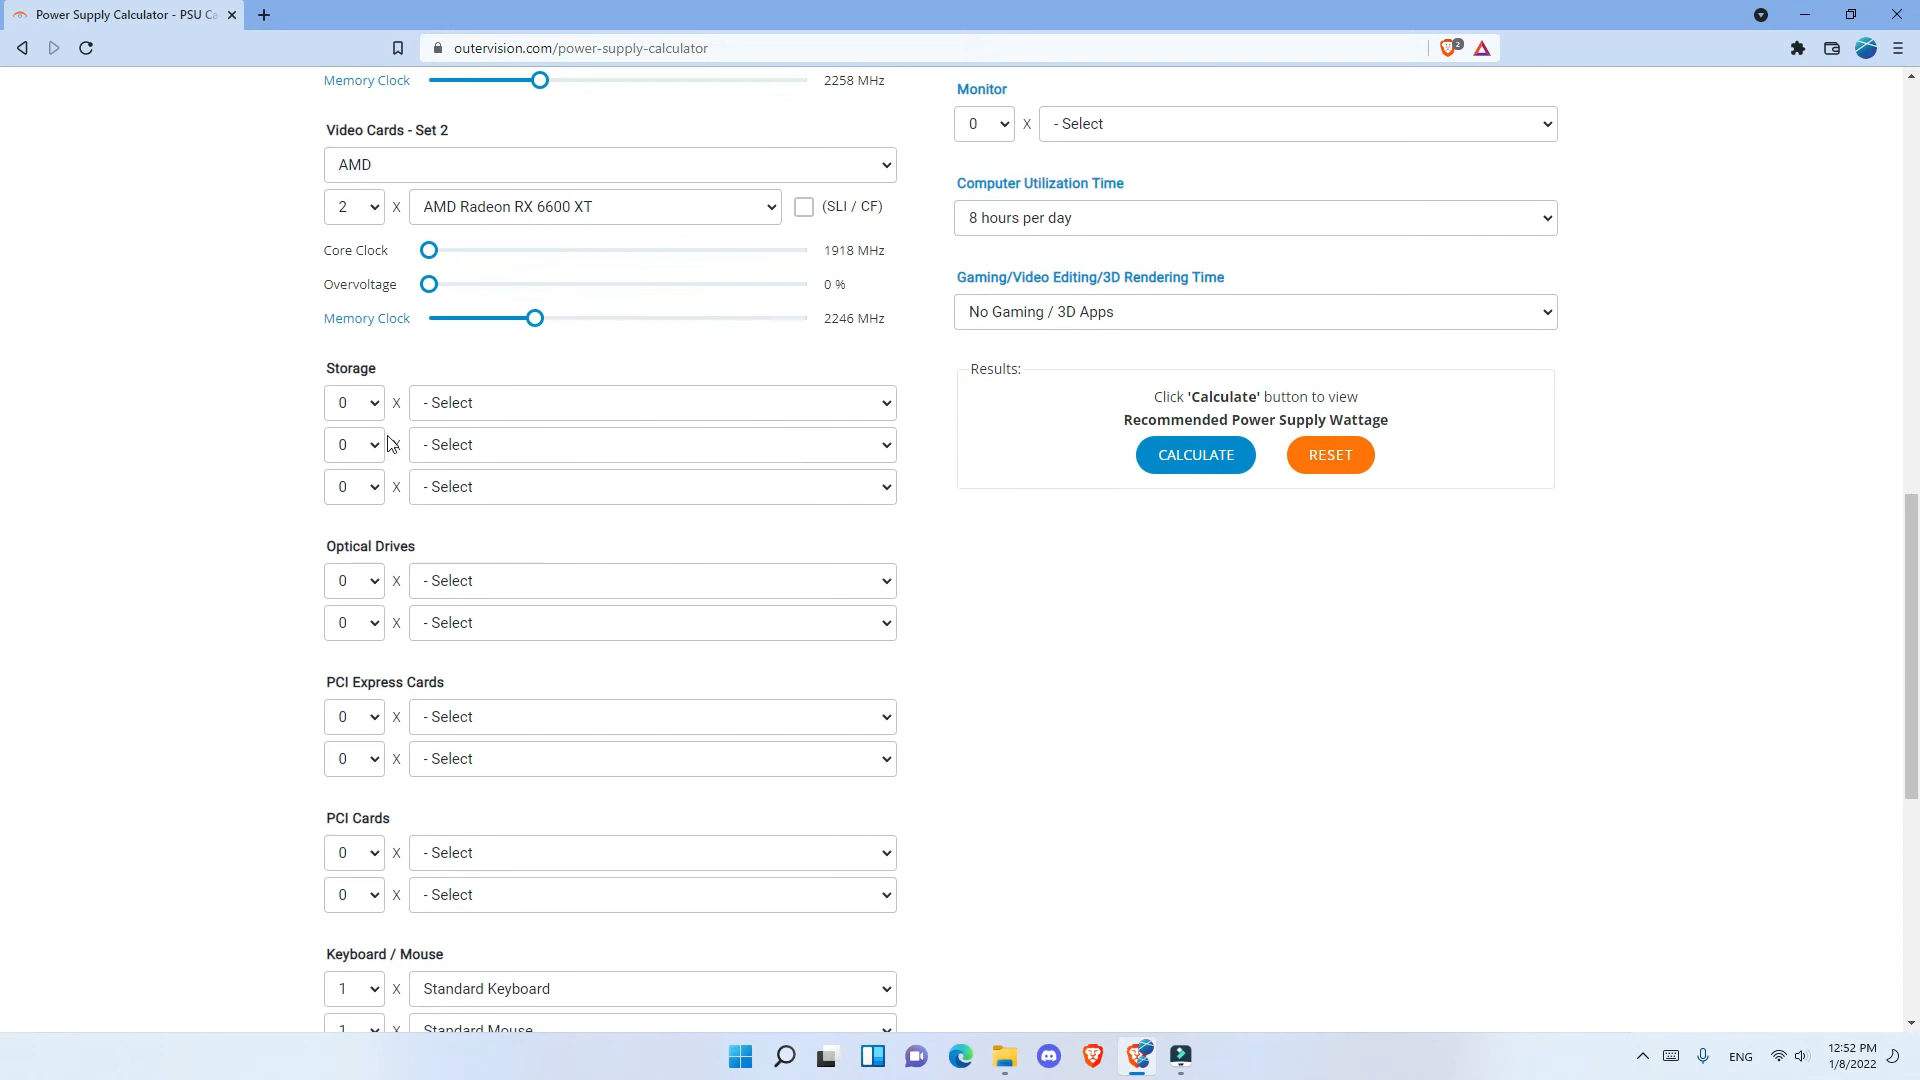 Power Supply Calculator - PSU Ca
outervision.com/power-supply-calculator
2
Memory Clock 2258 MHz
Video Cards - Set 2
AMD
2 X AMD Radeon RX 6600 XT (SLI / CF)
Core Clock 1918 MHz
Overvoltage 0 %
Memory Clock 2246 MHz
Storage
0 X - Select
0 X - Select
0 X - Select
Optical Drives
0 X - Select
0 X - Select
PCI Express Cards
0 X - Select
0 X - Select
PCI Cards
0 X - Select
0 X - Select
Keyboard / Mouse
1 X Standard Keyboard
1 X Standard Mouse
Monitor
0 X - Select
Computer Utilization Time
8 hours per day
Gaming/Video Editing/3D Rendering Time
No Gaming / 3D Apps
Results:
Click 'Calculate' button to view
Recommended Power Supply Wattage
CALCULATE RESET
ENG
12:52 PM
1/8/2022